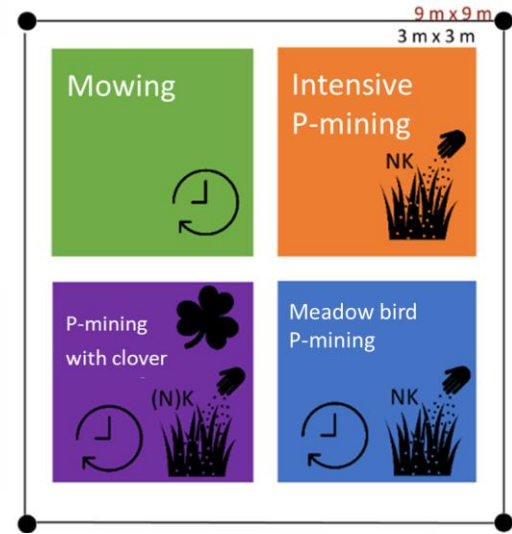 9 m x 9 m
3 m x 3 m
Mowing
Intensive
P-mining
NK
P-mining
with clover
(N)K
Meadow bird
P-mining
NK